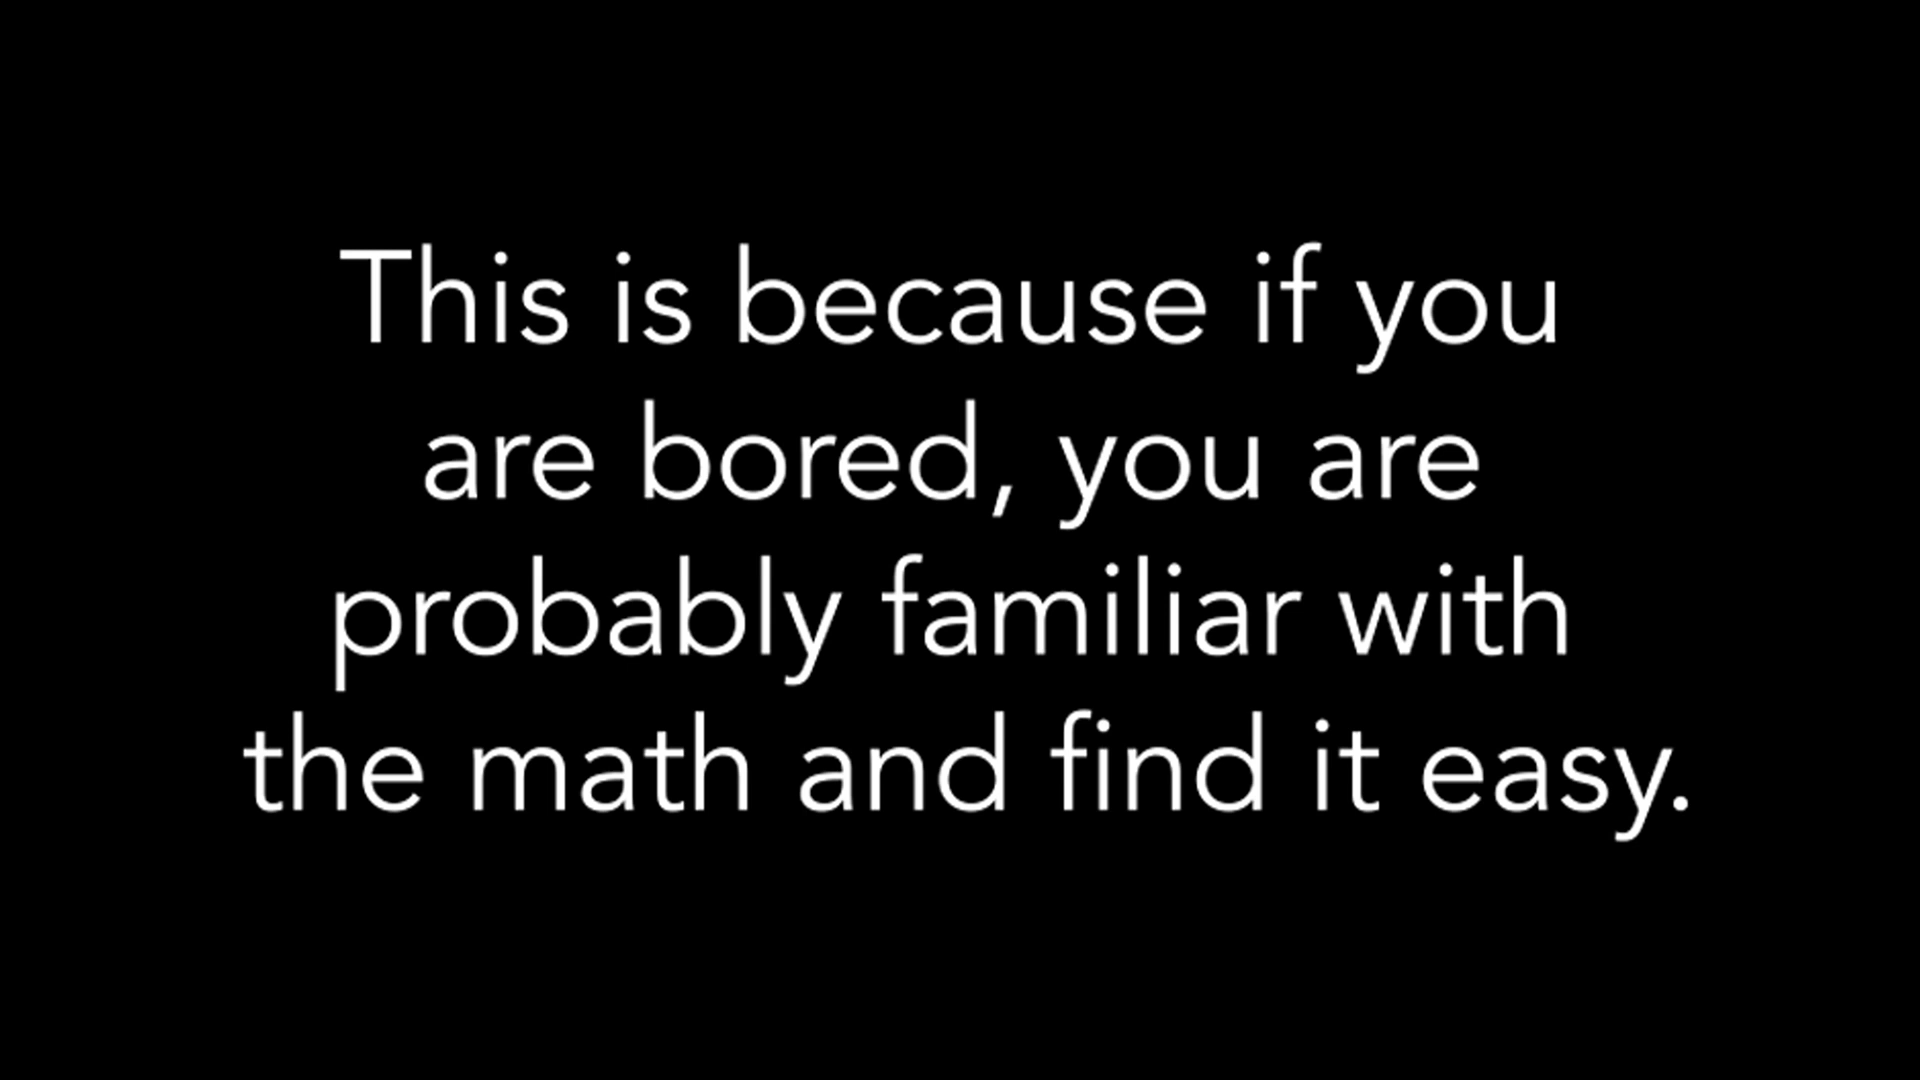 This is because if you
are bored, you are
probably familiar with
the math and find it easy.